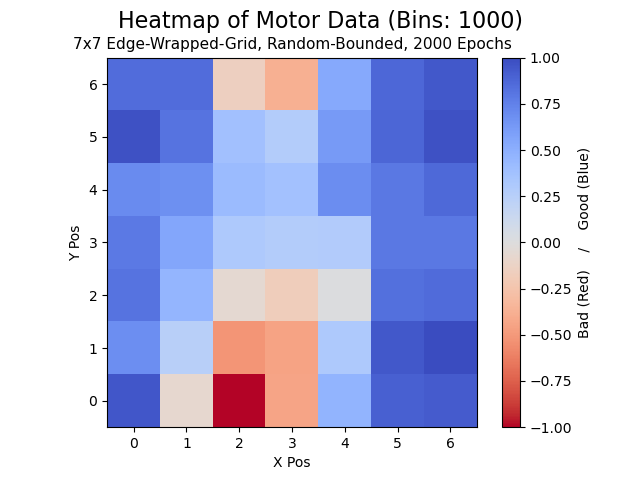 Heatmap of Motor Data (Bins: 1000)
7x7 Edge-Wrapped-Grid, Random-Bounded, 2000 Epochs
6
5
4
3
2
1
0
Y Pos
0 1 2 3 4 5 6
X Pos
1.00
0.75
0.50
0.25
0.00
−0.25
−0.50
−0.75
−1.00
Bad (Red) / Good (Blue)